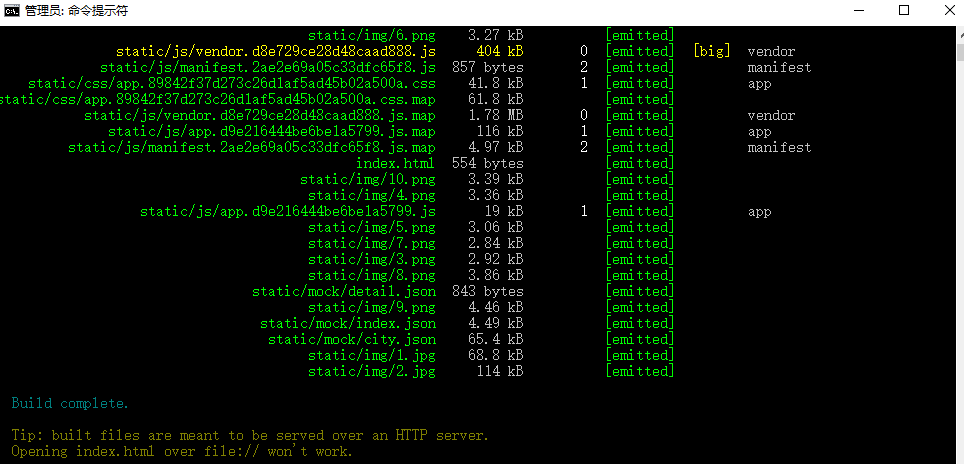 管理员: 命令提示符
static/img/6.png 3.27 kB [emitted]
static/js/vendor.d8e729ce28d48caad888.js 404 kB 0 [emitted] [big] vendor
static/js/manifest.2ae2e69a05c33dfc65f8.js 857 bytes 2 [emitted] manifest
static/css/app.89842f37d273c26d1af5ad45b02a500a.css 41.8 kB 1 [emitted] app
static/css/app.89842f37d273c26d1af5ad45b02a500a.css.map 61.8 kB [emitted]
static/js/vendor.d8e729ce28d48caad888.js.map 1.78 MB 0 [emitted] vendor
static/js/app.d9e216444be6be1a5799.js.map 116 kB 1 [emitted] app
static/js/manifest.2ae2e69a05c33dfc65f8.js.map 4.97 kB 2 [emitted] manifest
index.html 554 bytes [emitted]
static/img/10.png 3.39 kB [emitted]
static/img/4.png 3.36 kB [emitted]
static/js/app.d9e216444be6be1a5799.js 19 kB 1 [emitted] app
static/img/5.png 3.06 kB [emitted]
static/img/7.png 2.84 kB [emitted]
static/img/3.png 2.92 kB [emitted]
static/img/8.png 3.86 kB [emitted]
static/mock/detail.json 843 bytes [emitted]
static/img/9.png 4.46 kB [emitted]
static/mock/index.json 4.49 kB [emitted]
static/mock/city.json 65.4 kB [emitted]
static/img/1.jpg 68.8 kB [emitted]
static/img/2.jpg 114 kB [emitted]
Build complete.
Tip: built files are meant to be served over an HTTP server.
Opening index.html over file:// won't work.